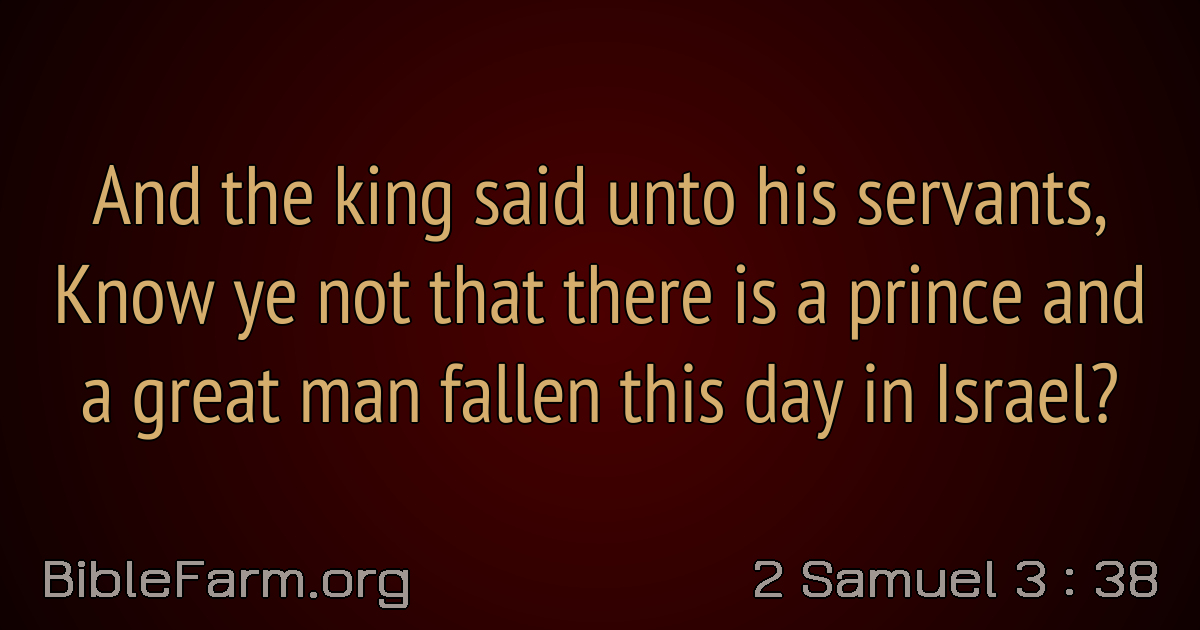 And the king said unto his servants,
Know ye not that there is a prince and
a great man fallen this day in Israel?
BibleFarm.org
2 Samuel 3 : 38